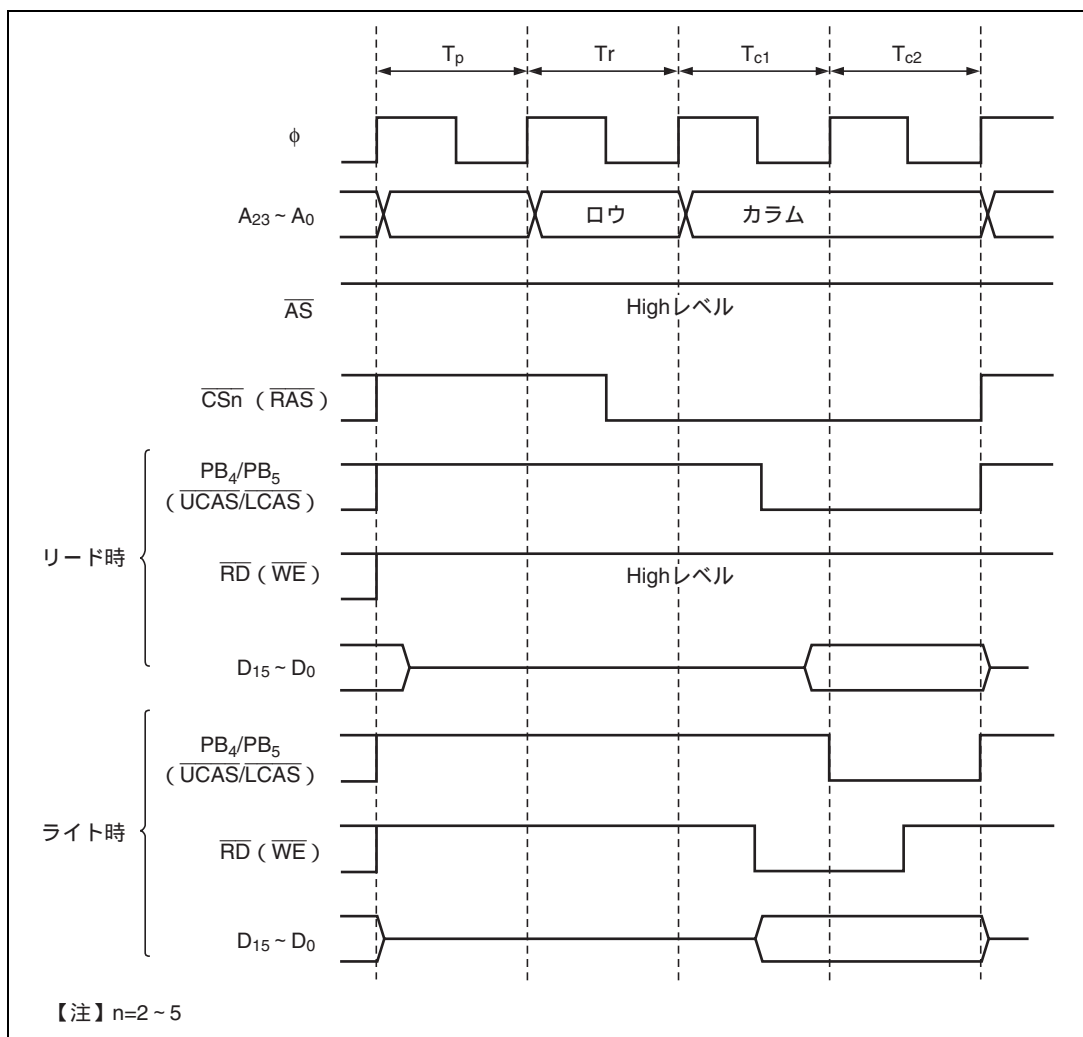 Tp Tr Tc1 Tc2
φ
A23 ~ A0 ロウ カラム
AS Highレベル
CSn （RAS）
リード時
PB4/PB5
（UCAS/LCAS）
RD（WE） Highレベル
D15 ~ D0
ライト時
PB4/PB5
（UCAS/LCAS）
RD（WE）
D15 ~ D0
【注】n=2 ~ 5